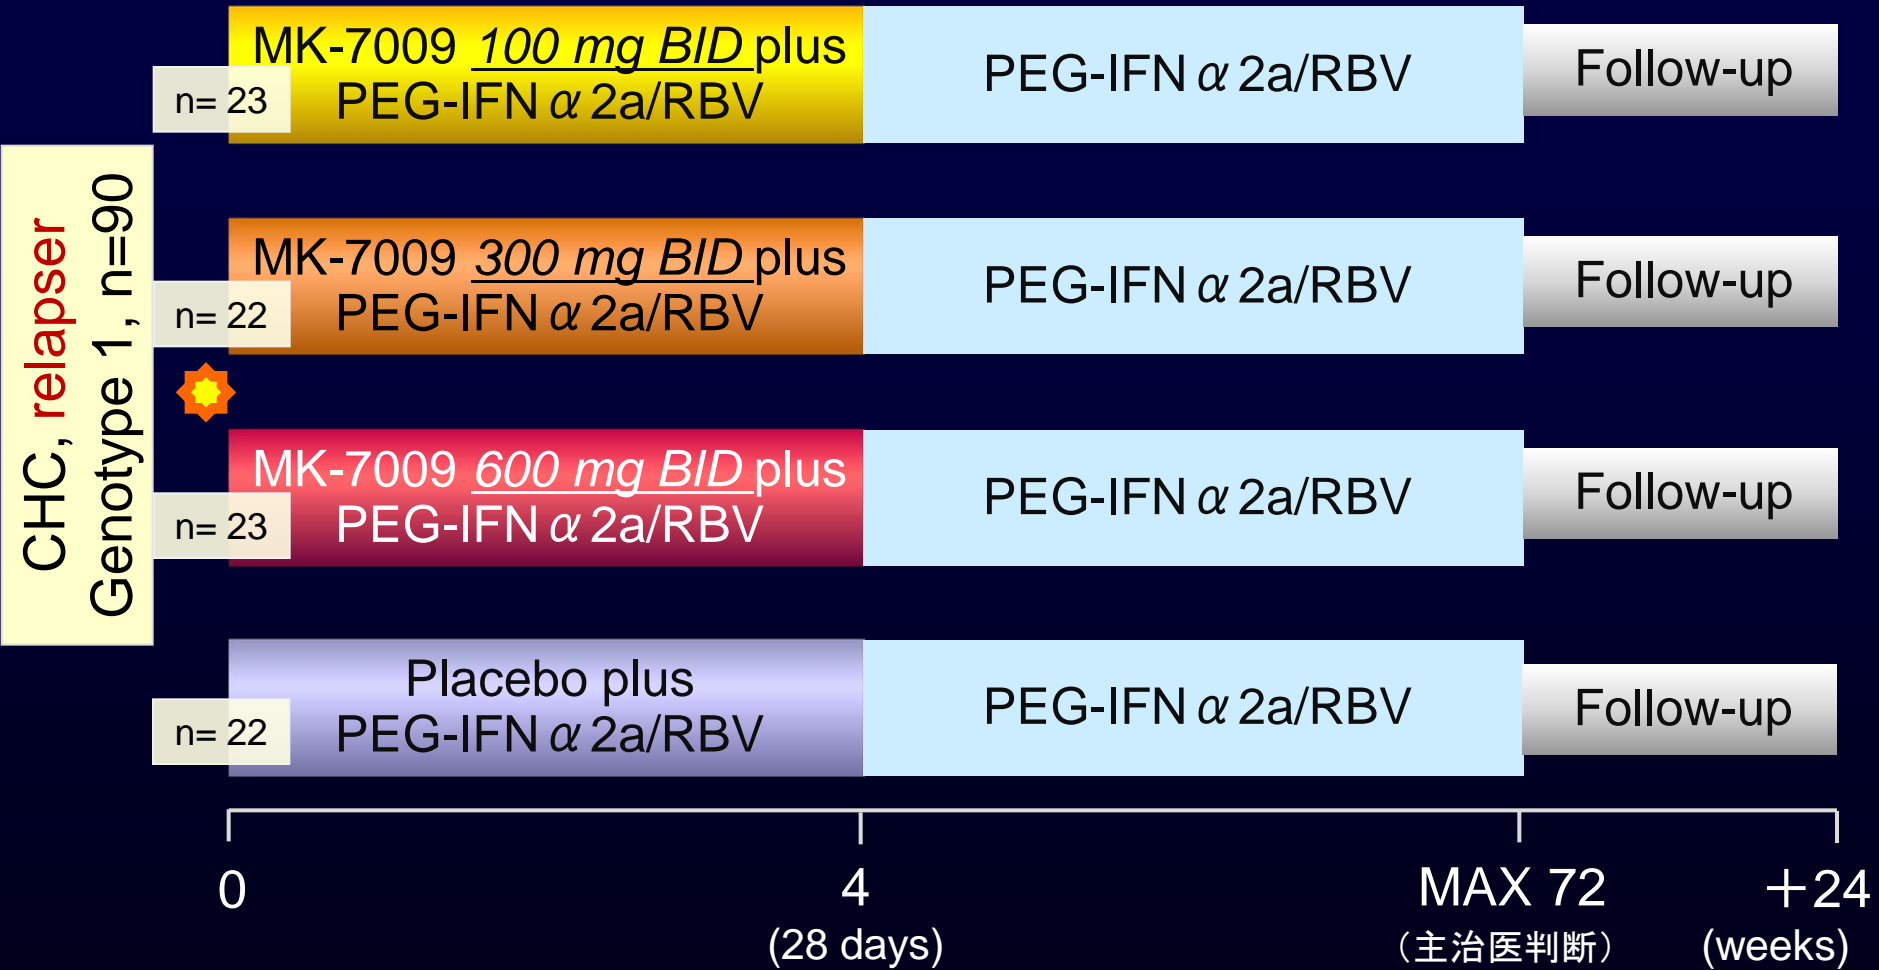 CHC, relapser
Genotype 1, n=90
n= 23
MK-7009 100 mg BID plus
PEG-IFN α 2a/RBV
PEG-IFN α 2a/RBV
Follow-up
n= 22
MK-7009 300 mg BID plus
PEG-IFN α 2a/RBV
PEG-IFN α 2a/RBV
Follow-up
n= 23
MK-7009 600 mg BID plus
PEG-IFN α 2a/RBV
PEG-IFN α 2a/RBV
Follow-up
n= 22
Placebo plus
PEG-IFN α 2a/RBV
PEG-IFN α 2a/RBV
Follow-up
0
4
(28 days)
MAX 72
（主治医判断）
＋24
(weeks)